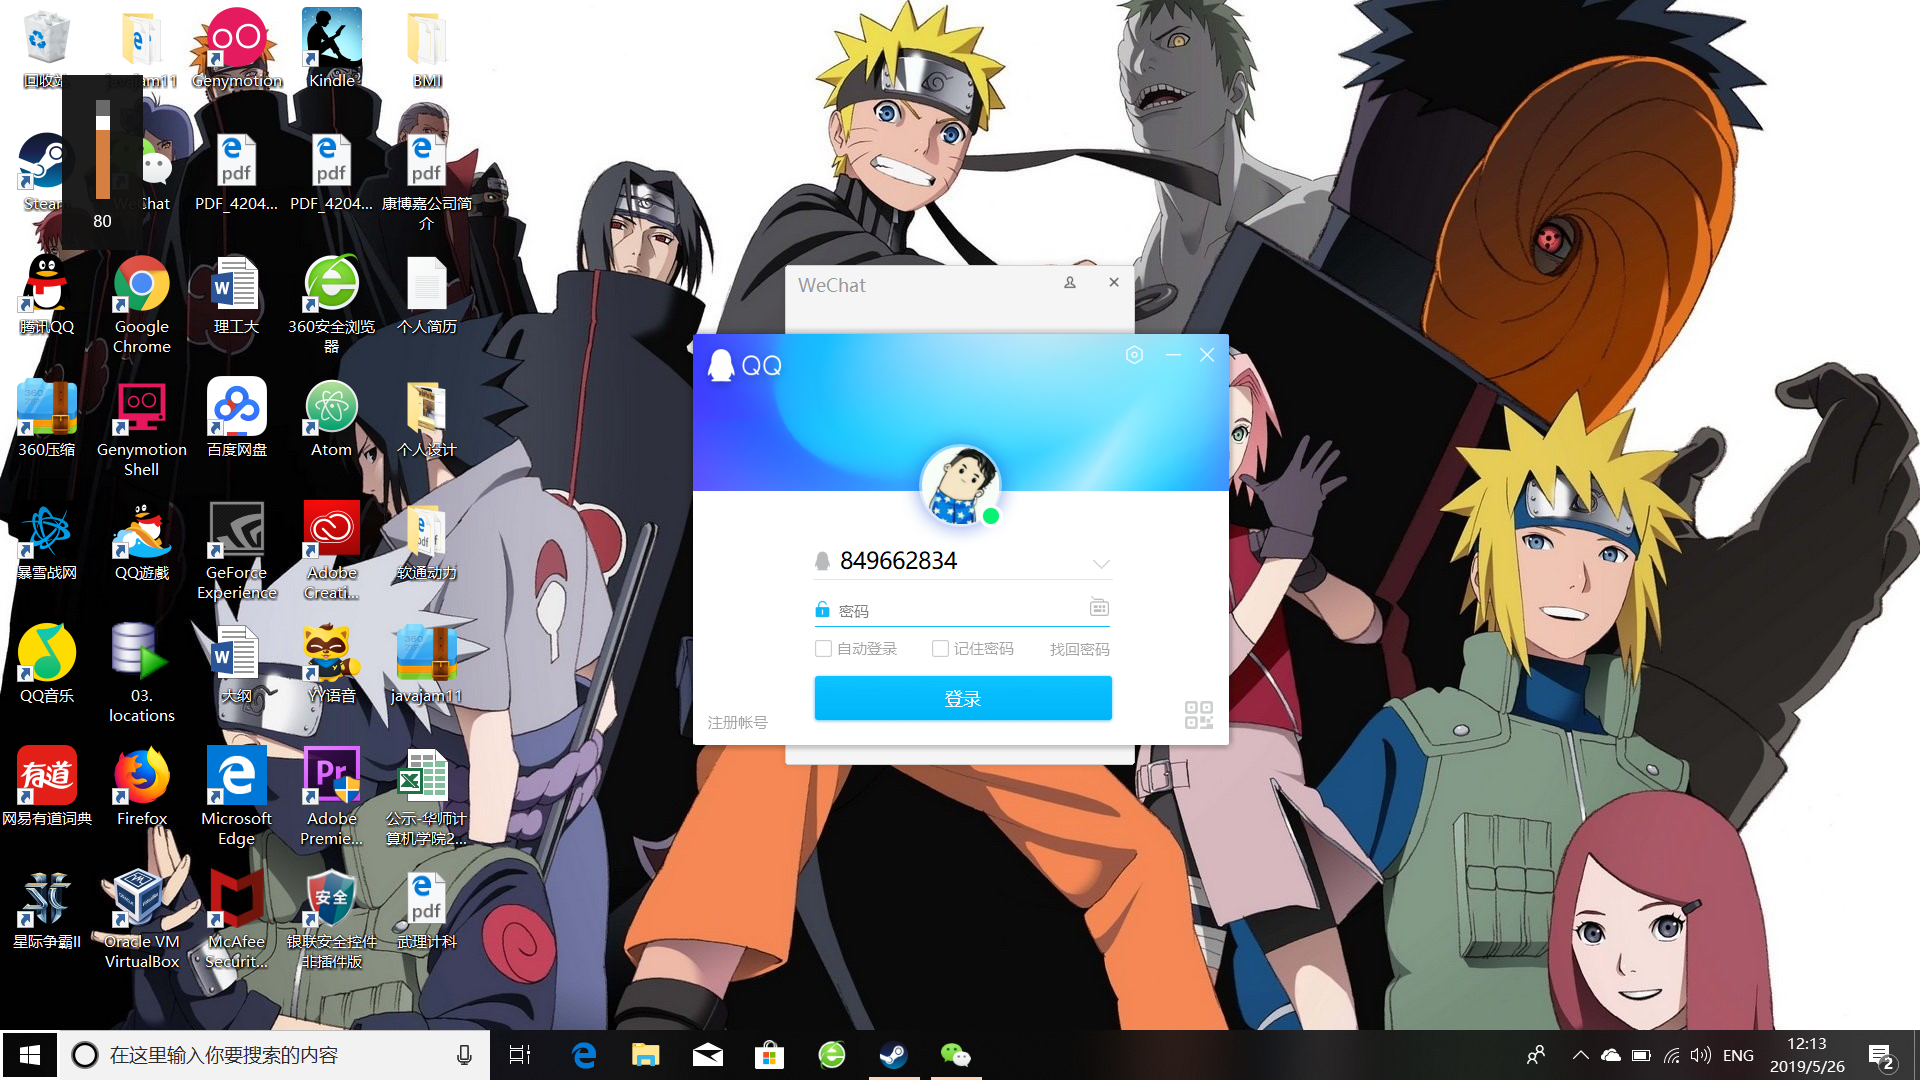 回收站
javajam11
Genymotion
Kindle
BMI
Steam
WeChat
PDF_4204...
PDF_4204...
康博嘉公司简
介
80
腾讯QQ
Google
Chrome
理工大
360安全浏览
器
个人简历
360压缩
Genymotion
Shell
百度网盘
Atom
个人设计
暴雪战网
QQ遊戲
GeForce
Experience
Adobe
Creati...
软通动力
QQ音乐
03.
locations
大纲
YY语音
javajam11
网易有道词典
Firefox
Microsoft
Edge
Adobe
Premie...
公示-华师计
算机学院2...
星际争霸II
Oracle VM
VirtualBox
McAfee
Securit...
银联安全控件
非插件版
武理计科
WeChat
QQ
849662834
密码
自动登录
记住密码
找回密码
登录
注册帐号
在这里输入你要搜索的内容
ENG
12:13
2019/5/26
2